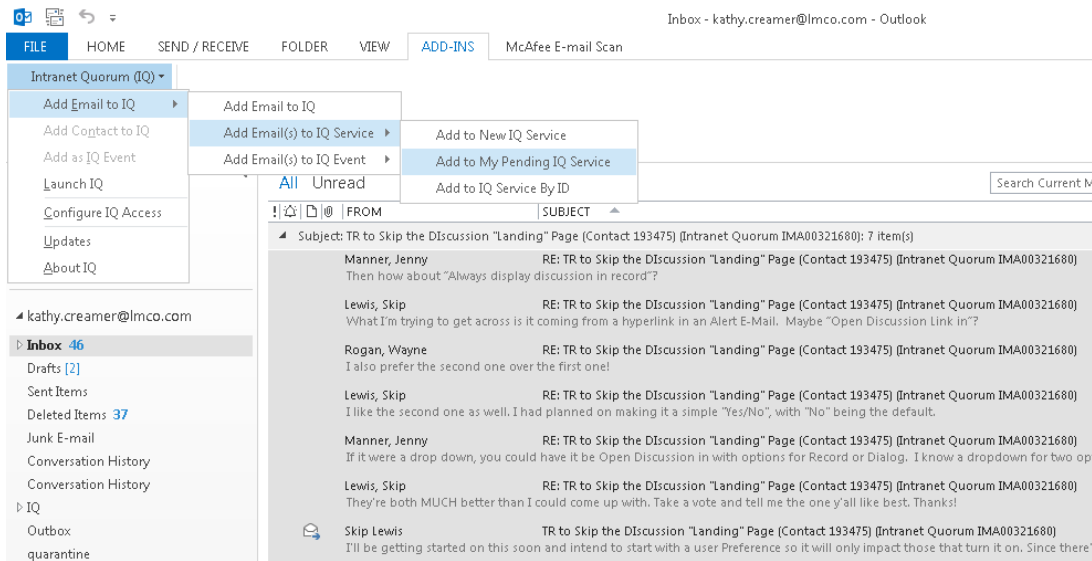 Inbox - kathy.creamer@lmco.com - Outlook
FILE HOME SEND / RECEIVE FOLDER VIEW ADD-INS McAfee E-mail Scan
Intranet Quorum (IQ)
Add Email to IQ
Add Contact to IQ
Add as IQ Event
Launch IQ
Configure IQ Access
Updates
About IQ
Add Email to IQ
Add Email(s) to IQ Service
Add Email(s) to IQ Event
Add to New IQ Service
Add to My Pending IQ Service
Add to IQ Service By ID
All Unread
Search Current M
! FROM SUBJECT
Subject: TR to Skip the DIscussion "Landing" Page (Contact 193475) (Intranet Quorum IMA00321680): 7 item(s)
Manner, Jenny RE: TR to Skip the DIscussion "Landing" Page (Contact 193475) (Intranet Quorum IMA00321680)
Then how about "Always display discussion in record"?
Lewis, Skip RE: TR to Skip the DIscussion "Landing" Page (Contact 193475) (Intranet Quorum IMA00321680)
What I'm trying to get across is it coming from a hyperlink in an Alert E-Mail. Maybe "Open Discussion Link in"?
Rogan, Wayne RE: TR to Skip the DIscussion "Landing" Page (Contact 193475) (Intranet Quorum IMA00321680)
I also prefer the second one over the first one!
Lewis, Skip RE: TR to Skip the DIscussion "Landing" Page (Contact 193475) (Intranet Quorum IMA00321680)
I like the second one as well. I had planned on making it a simple "Yes/No", with "No" being the default.
Manner, Jenny RE: TR to Skip the DIscussion "Landing" Page (Contact 193475) (Intranet Quorum IMA00321680)
If it were a drop down, you could have it be Open Discussion in with options for Record or Dialog. I know a dropdown for two op
Lewis, Skip RE: TR to Skip the DIscussion "Landing" Page (Contact 193475) (Intranet Quorum IMA00321680)
They're both MUCH better than I could come up with. Take a vote and tell me the one y'all like best. Thanks!
Skip Lewis TR to Skip the DIscussion "Landing" Page (Contact 193475) (Intranet Quorum IMA00321680)
I'll be getting started on this soon and intend to start with a user Preference so it will only impact those that turn it on. Since there'
kathy.creamer@lmco.com
Inbox 46
Drafts [2]
Sent Items
Deleted Items 37
Junk E-mail
Conversation History
Conversation History
IQ
Outbox
quarantine